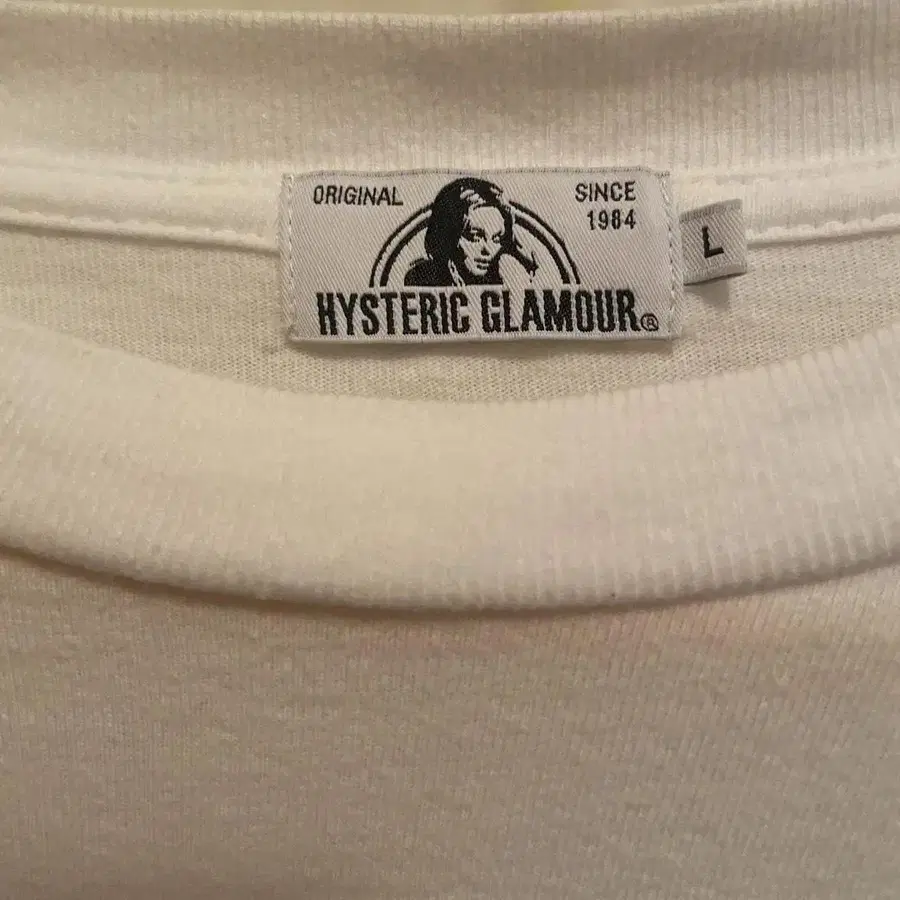 ORIGINAL
SINCE
1984
HYSTERIC GLAMOUR®
L